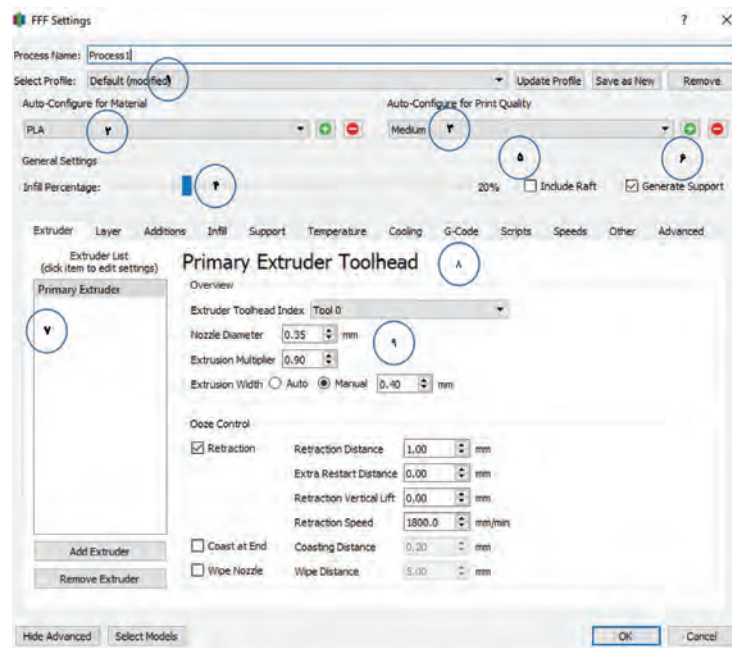 FFF Settings ? X
Process Name: Process1
Select Profile: Default (modified) ۱ Update Profile Save as New Remove
Auto-Configure for Material Auto-Configure for Print Quality
PLA ۲ Medium ۳
General Settings ۵ ۶
Infill Percentage: ۴ 20% Include Raft Generate Support
Extruder Layer Additions Infill Support Temperature Cooling G-Code Scripts Speeds Other Advanced
Extruder List
(click item to edit settings)
Primary Extruder
۷
Add Extruder
Remove Extruder
Primary Extruder Toolhead ۸
Overview
Extruder Toolhead Index Tool 0
Nozzle Diameter 0.35 mm ۹
Extrusion Multiplier 0.90
Extrusion Width Auto Manual 0.40 mm
Ooze Control
Retraction Retraction Distance 1.00 mm
Extra Restart Distance 0.00 mm
Retraction Vertical Lift 0.00 mm
Retraction Speed 1800.0 mm/min
Coast at End Coasting Distance 0.20 mm
Wipe Nozzle Wipe Distance 5.00 mm
Hide Advanced Select Models OK Cancel